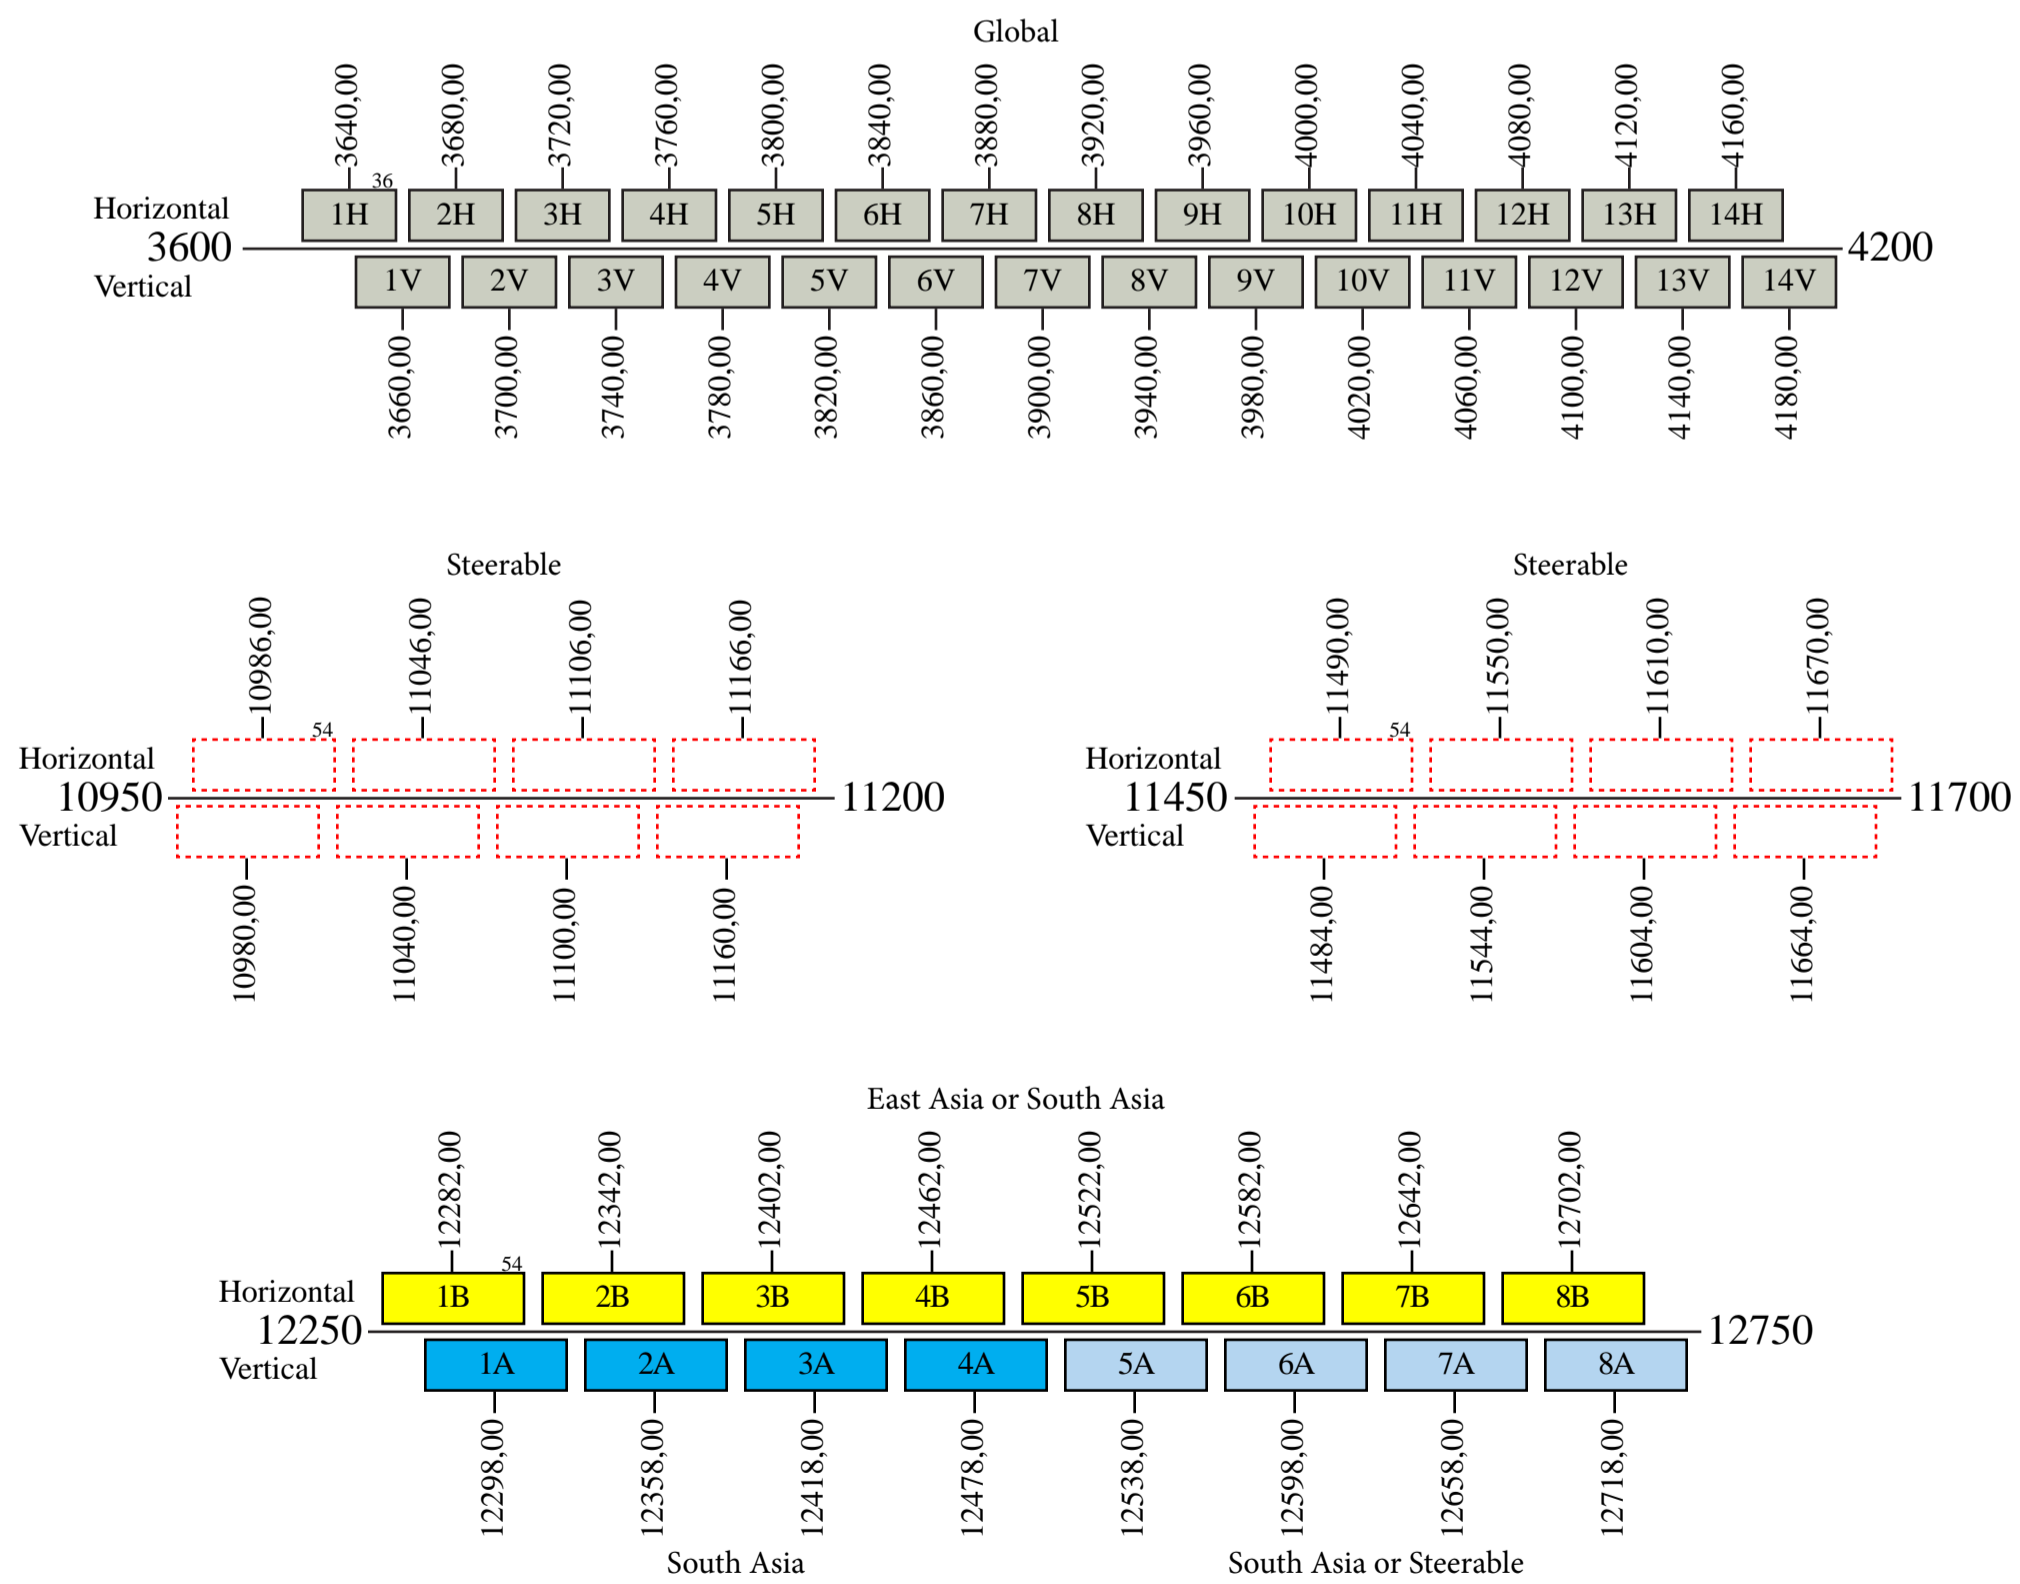 Global
3640,00 3680,00 3720,00 3760,00 3800,00 3840,00 3880,00 3920,00 3960,00 4000,00 4040,00 4080,00 4120,00 4160,00
36
Horizontal 1H 2H 3H 4H 5H 6H 7H 8H 9H 10H 11H 12H 13H 14H
3600 4200
Vertical 1V 2V 3V 4V 5V 6V 7V 8V 9V 10V 11V 12V 13V 14V
3660,00 3700,00 3740,00 3780,00 3820,00 3860,00 3900,00 3940,00 3980,00 4020,00 4060,00 4100,00 4140,00 4180,00
Steerable
10986,00 11046,00 11106,00 11166,00
54
Horizontal
10950 11200
Vertical
10980,00 11040,00 11100,00 11160,00
Steerable
11490,00 11550,00 11610,00 11670,00
54
Horizontal
11450 11700
Vertical
11484,00 11544,00 11604,00 11664,00
East Asia or South Asia
12282,00 12342,00 12402,00 12462,00 12522,00 12582,00 12642,00 12702,00
54
Horizontal 1B 2B 3B 4B 5B 6B 7B 8B
12250 12750
Vertical 1A 2A 3A 4A 5A 6A 7A 8A
12298,00 12358,00 12418,00 12478,00 12538,00 12598,00 12658,00 12718,00
South Asia South Asia or Steerable